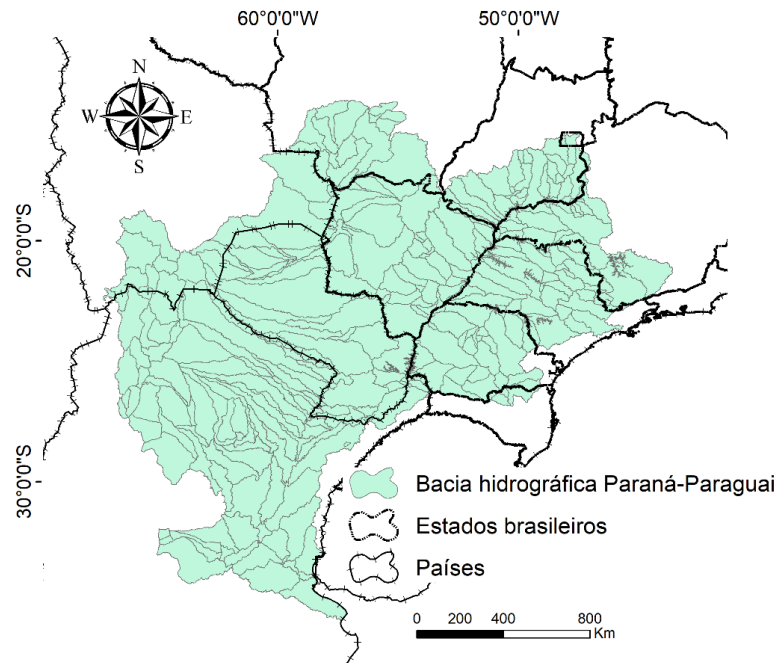 60°0'0"W 50°0'0"W
N
W E
S
20°0'0"S
30°0'0"S
Bacia hidrográfica Paraná-Paraguai
Estados brasileiros
Países
0 200 400 800
Km